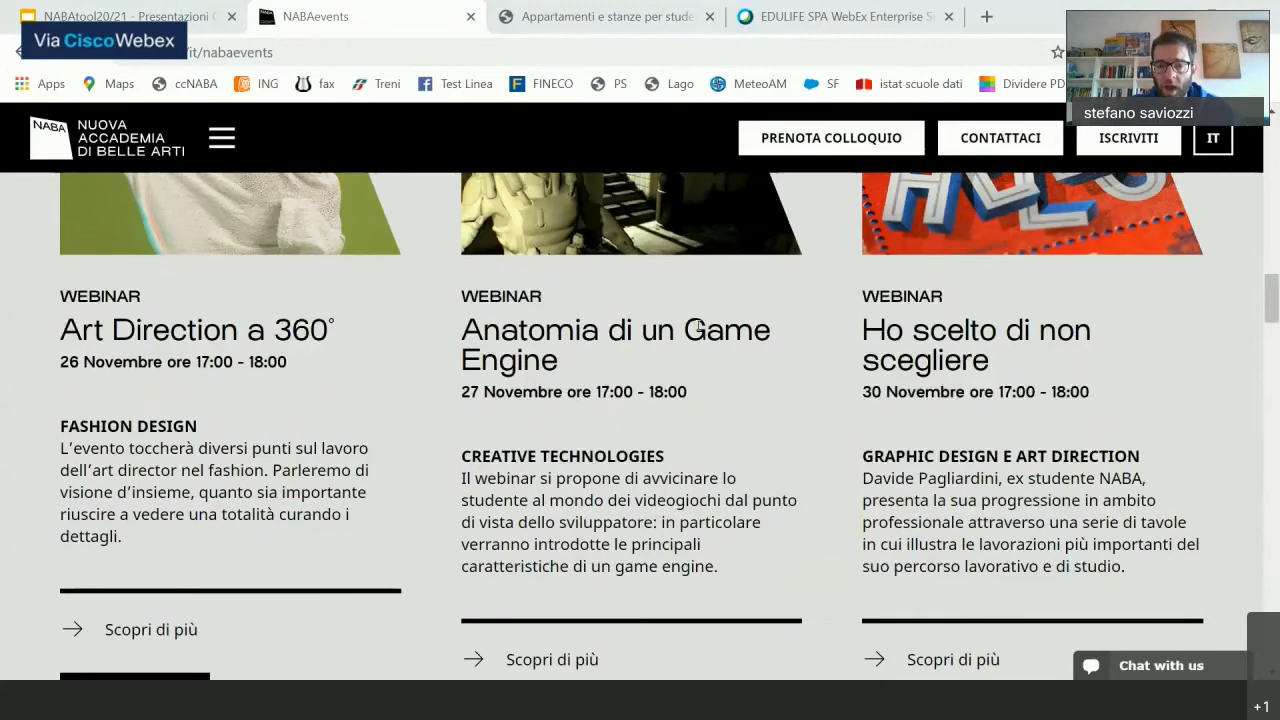 NABAtool20/21 - Presentazioni
NABAevents
Appartamenti e stanze per stude
EDULIFE SPA WebEx Enterprise Si
Via Cisco Webex
/it/nabaevents
Apps
Maps
ccNABA
ING
fax
Treni
Test Linea
FINECO
PS
Lago
MeteoAM
SF
istat scuole dati
Dividere PD
stefano saviozzi
NABA
NUOVA
ACCADEMIA
DI BELLE ARTI
PRENOTA COLLOQUIO
CONTATTACI
ISCRIVITI
IT
WEBINAR
Art Direction a 360°
26 Novembre ore 17:00 - 18:00
FASHION DESIGN
L'evento toccherà diversi punti sul lavoro
dell'art director nel fashion. Parleremo di
visione d'insieme, quanto sia importante
riuscire a vedere una totalità curando i
dettagli.
Scopri di più
WEBINAR
Anatomia di un Game
Engine
27 Novembre ore 17:00 - 18:00
CREATIVE TECHNOLOGIES
Il webinar si propone di avvicinare lo
studente al mondo dei videogiochi dal punto
di vista dello sviluppatore: in particolare
verranno introdotte le principali
caratteristiche di un game engine.
Scopri di più
WEBINAR
Ho scelto di non
scegliere
30 Novembre ore 17:00 - 18:00
GRAPHIC DESIGN E ART DIRECTION
Davide Pagliardini, ex studente NABA,
presenta la sua progressione in ambito
professionale attraverso una serie di tavole
in cui illustra le lavorazioni più importanti del
suo percorso lavorativo e di studio.
Scopri di più
Chat with us
+1